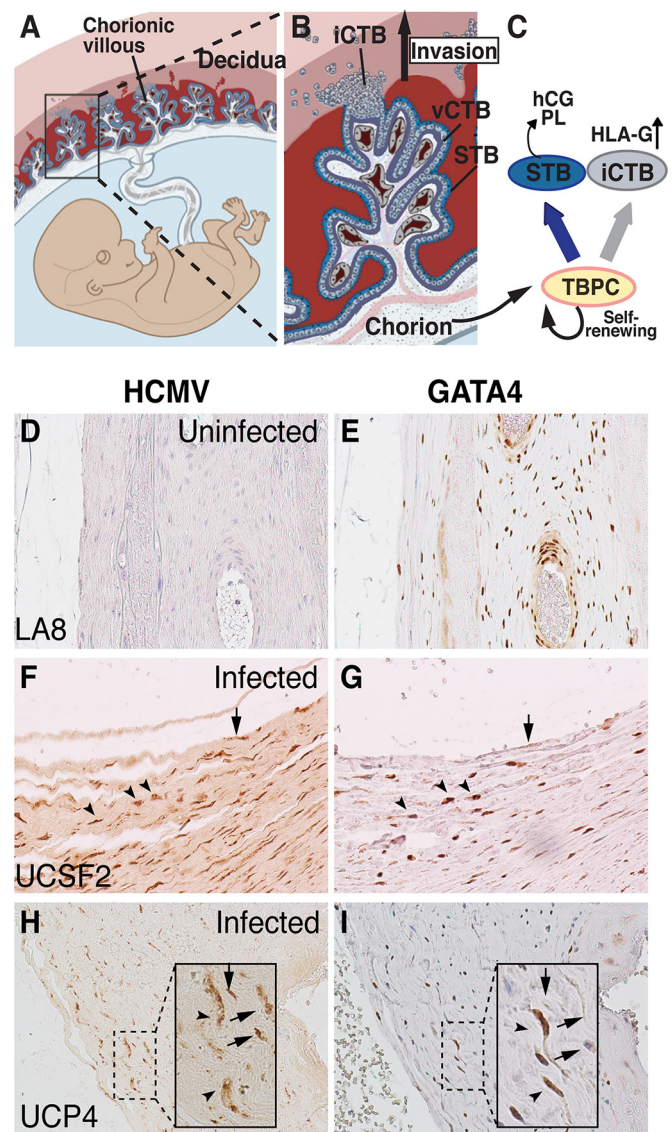 A
Chorionic
villous
Decidua
B
iCTB
Invasion
vCTB
STB
Chorion
C
hCG
PL
HLA-G
STB
iCTB
TBPC
Self-
renewing
HCMV
GATA4
D
Uninfected
LA8
E
F
Infected
UCSF2
G
H
Infected
UCP4
I